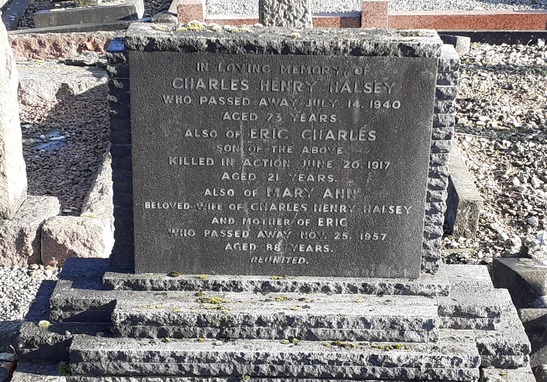 IN LOVING MEMORY OF
CHARLES HENRY HALSEY
WHO PASSED AWAY JULY 14, 1940
AGED 73 YEARS.
ALSO OF ERIC CHARLES
SON OF THE ABOVE
KILLED IN ACTION JUNE 20, 1917
AGED 21 YEARS.
ALSO OF MARY ANN
BELOVED WIFE OF CHARLES HENRY HALSEY
AND MOTHER OF ERIC
WHO PASSED AWAY NOV. 25, 1957,
AGED 88 YEARS.
REUNITED.